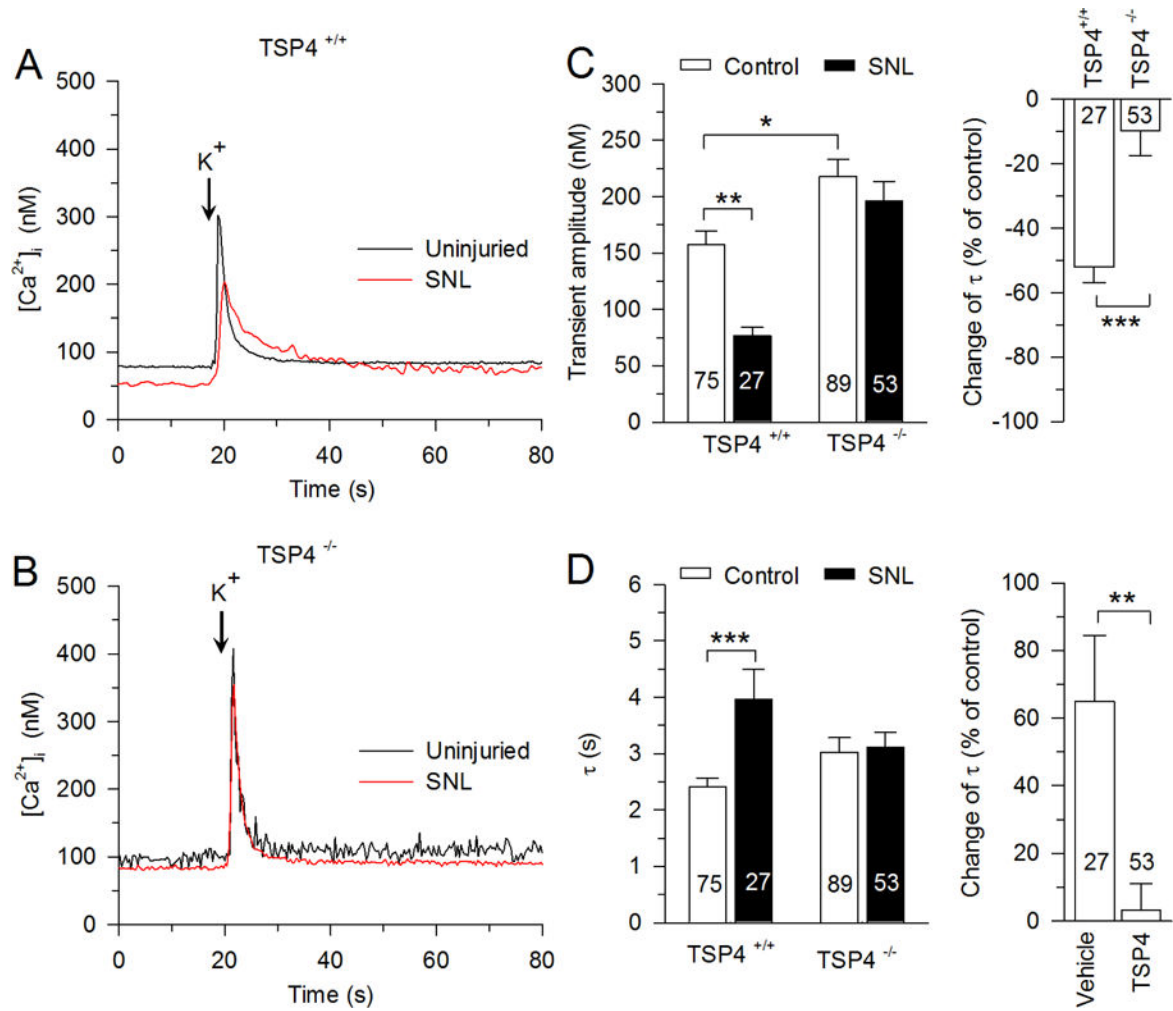 A
TSP4 +/+
500
400
300
200
100
0
[Ca2+]i (nM)
K+
Uninjuried
SNL
0 20 40 60 80
Time (s)
B
TSP4 -/-
500
400
300
200
100
0
[Ca2+]i (nM)
K+
Uninjuried
SNL
0 20 40 60 80
Time (s)
C
Control SNL
300
250
200
150
100
50
0
Transient amplitude (nM)
*
**
75 27 89 53
TSP4 +/+ TSP4 -/-
TSP4+/+
TSP4 -/-
0
-20
-40
-60
-80
-100
Change of τ (% of control)
27 53
***
D
Control SNL
6
5
4
3
2
1
0
τ (s)
***
75 27 89 53
TSP4 +/+ TSP4 -/-
100
80
60
40
20
0
Change of τ (% of control)
**
27 53
Vehicle
TSP4